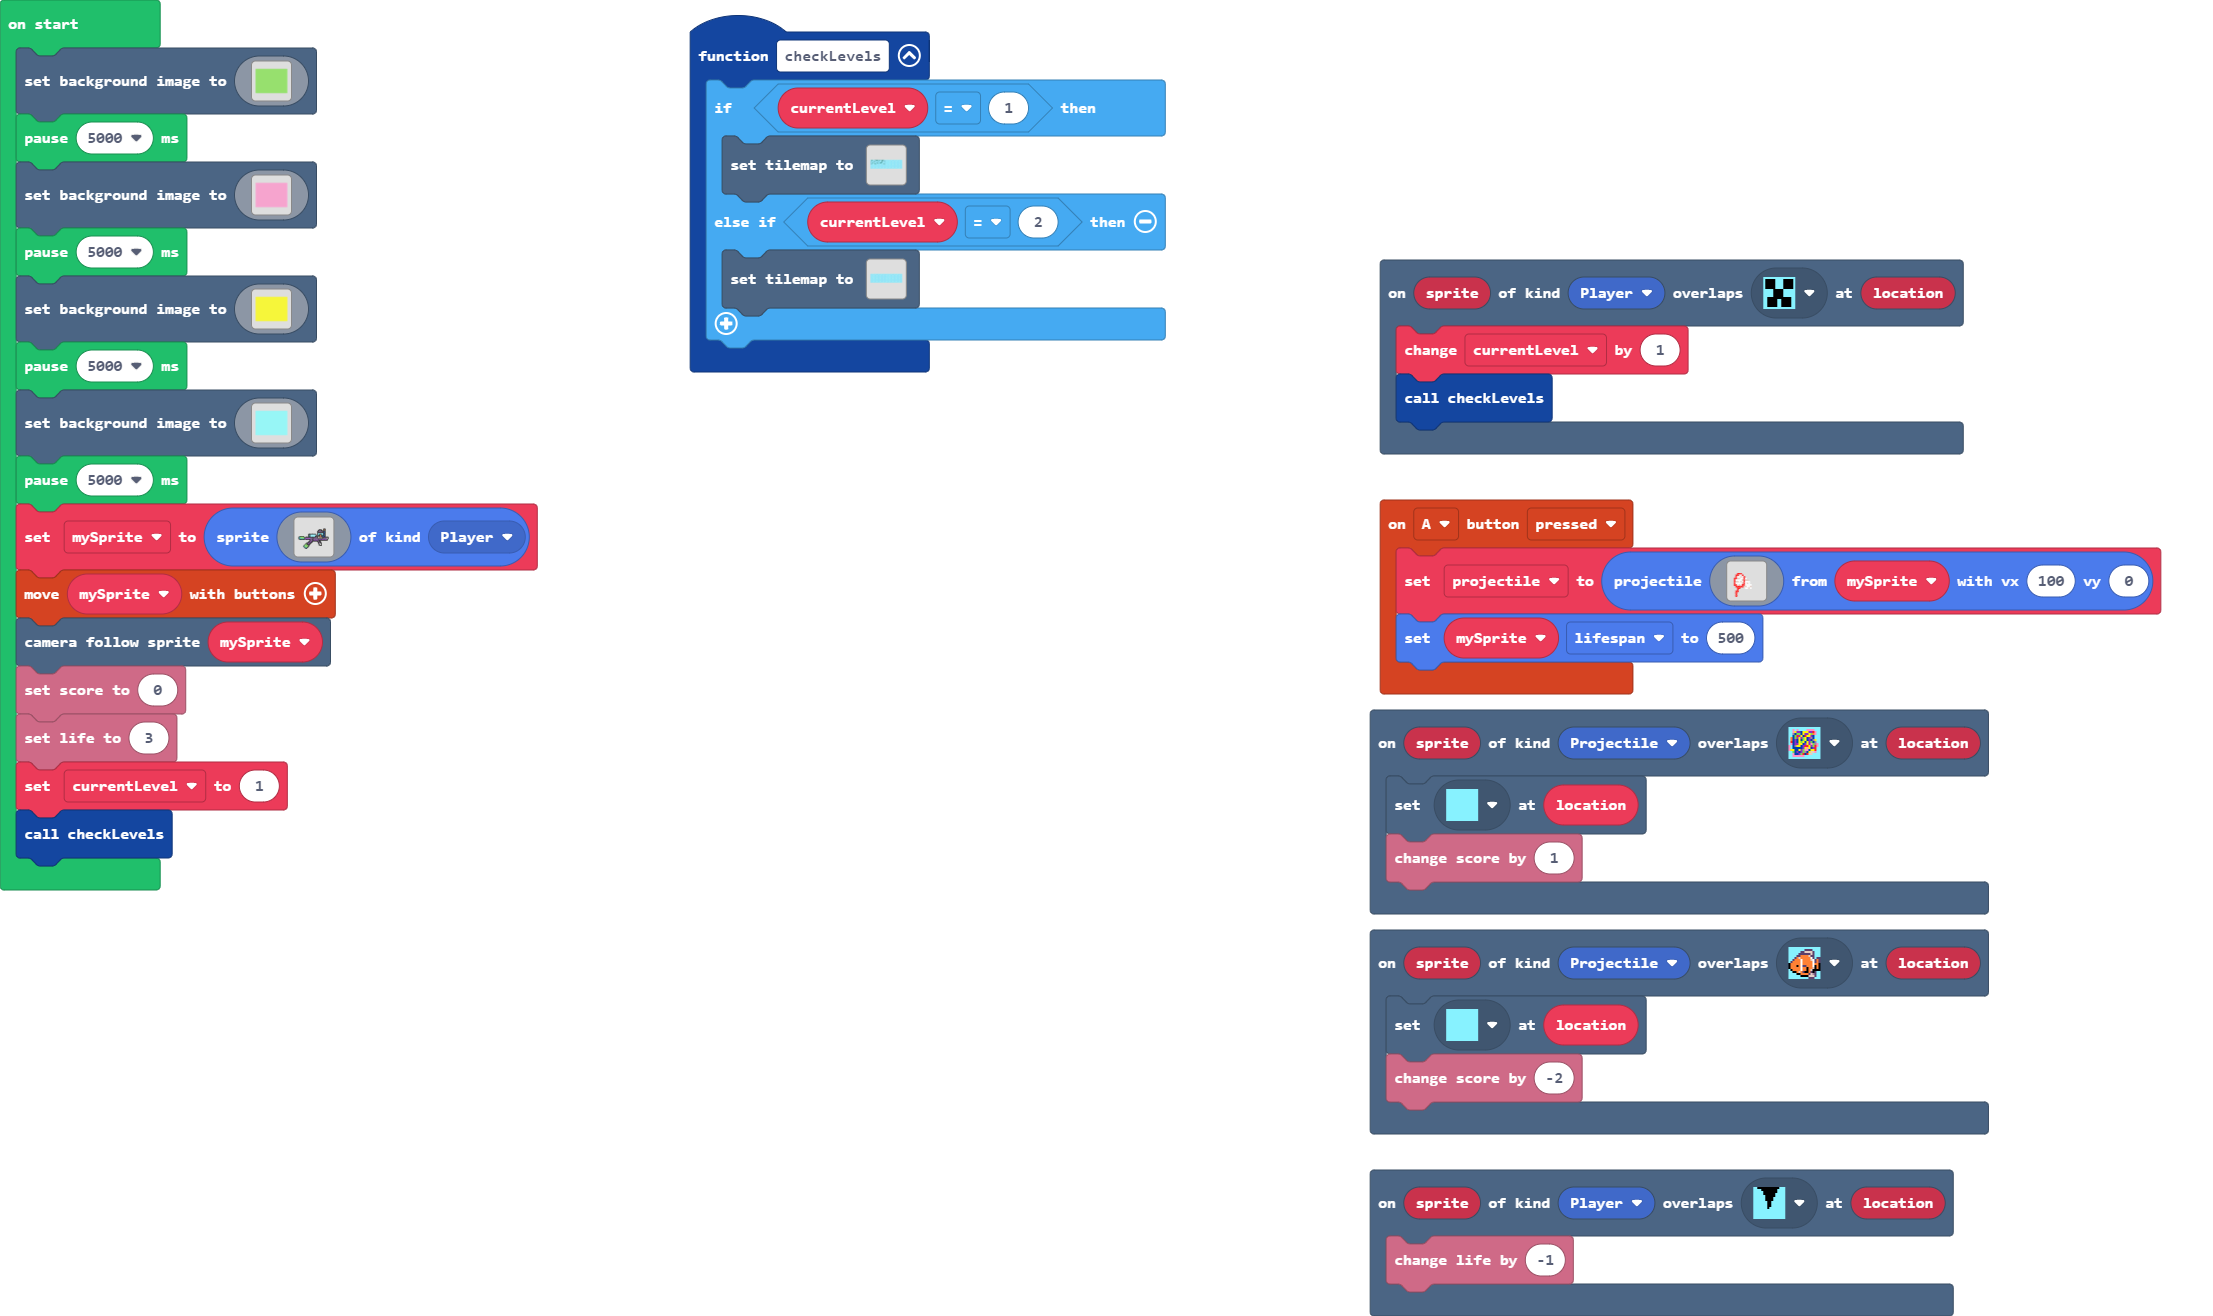 on start
set background image to
pause 5000 ms
set background image to
pause 5000 ms
set background image to
pause 5000 ms
set background image to
pause 5000 ms
set mySprite to sprite of kind Player
move mySprite with buttons
camera follow sprite mySprite
set score to 0
set life to 3
set currentLevel to 1
call checkLevels
function checkLevels
if currentLevel = 1 then
set tilemap to
else if currentLevel = 2 then
set tilemap to
on sprite of kind Player overlaps at location
change currentLevel by 1
call checkLevels
on A button pressed
set projectile to projectile from mySprite with vx 100 vy 0
set mySprite lifespan to 500
on sprite of kind Projectile overlaps at location
set at location
change score by 1
on sprite of kind Projectile overlaps at location
set at location
change score by -2
on sprite of kind Player overlaps at location
change life by -1